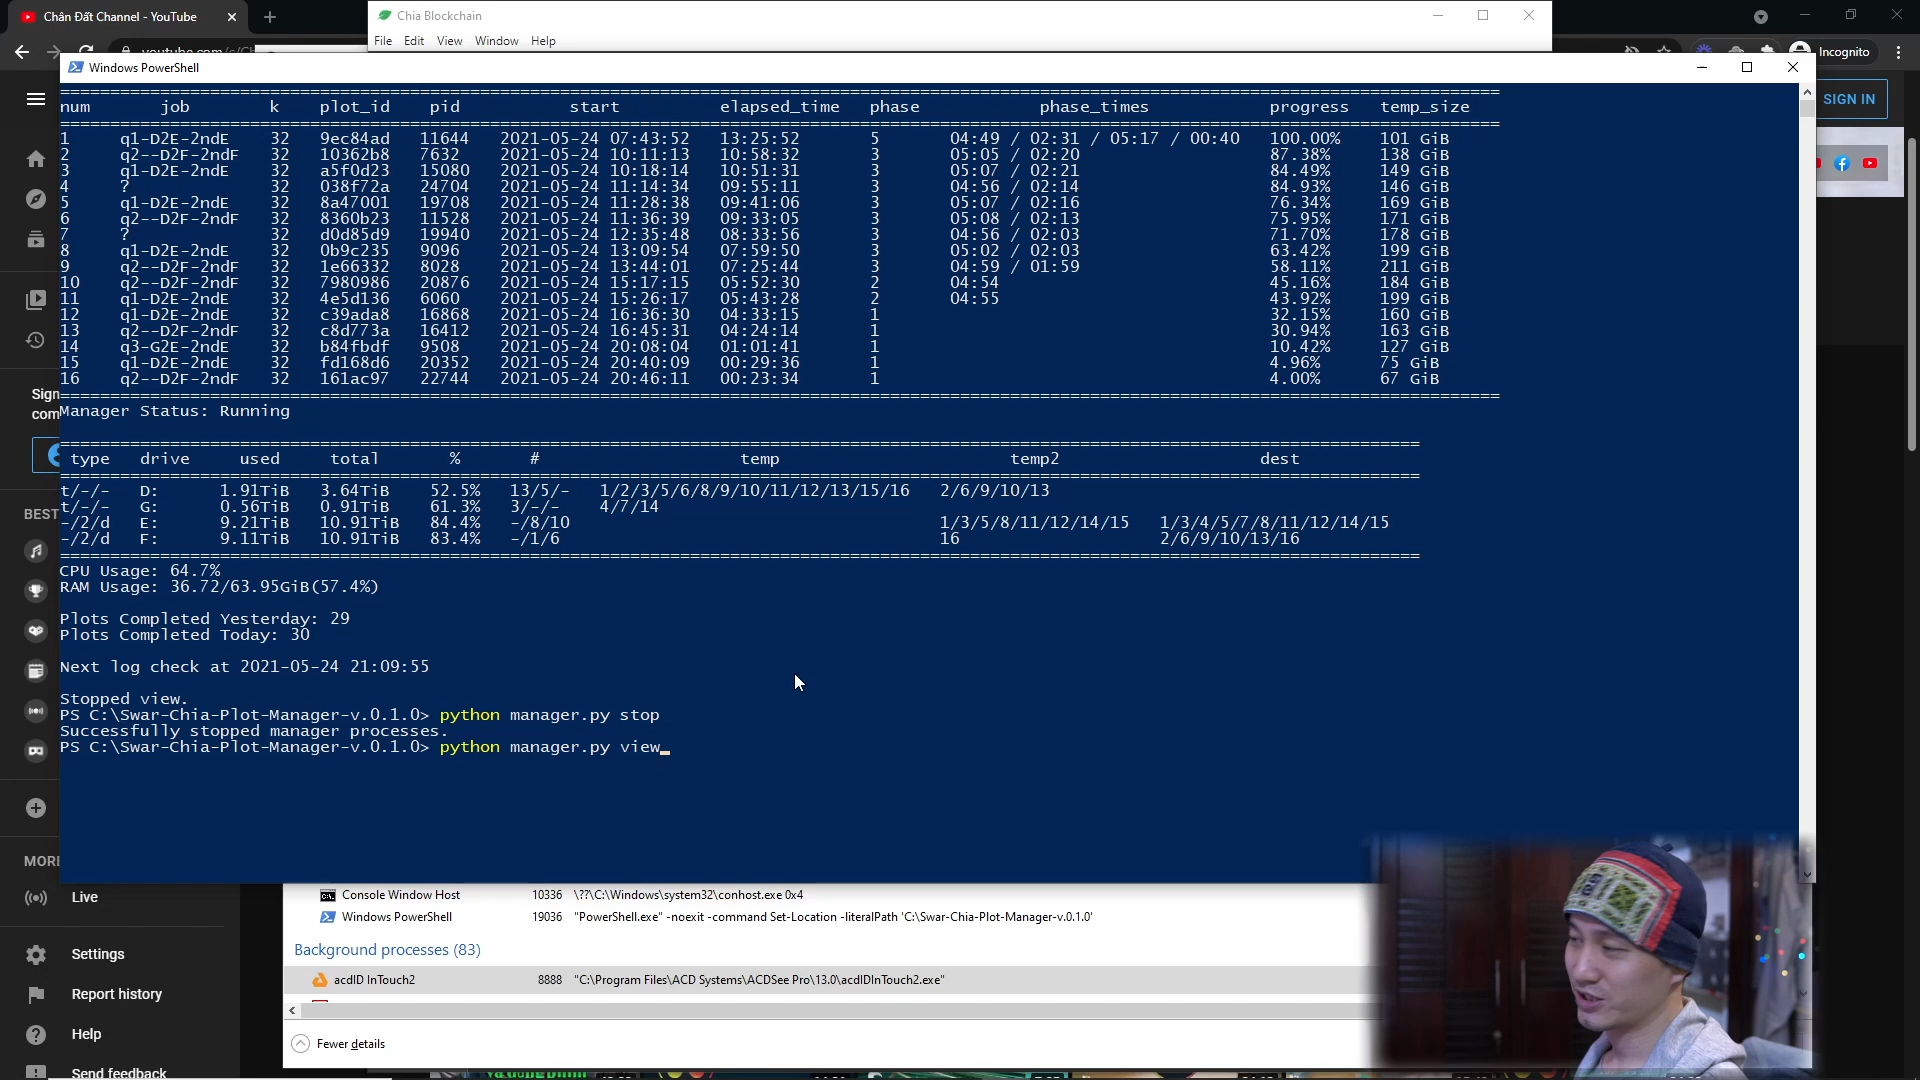 Chân Đất Channel - YouTube
Chia Blockchain
File Edit View Window Help
Incognito
Windows PowerShell
SIGN IN
num job k plot_id pid start elapsed_time phase phase_times progress temp_size
1 q1-D2E-2ndE 32 9ec84ad 11644 2021-05-24 07:43:52 13:25:52 5 04:49 / 02:31 / 05:17 / 00:40 100.00% 101 GiB
2 q2--D2F-2ndF 32 10362b8 7632 2021-05-24 10:11:13 10:58:32 3 05:05 / 02:20 87.38% 138 GiB
3 q1-D2E-2ndE 32 a5f0d23 15080 2021-05-24 10:18:14 10:51:31 3 05:07 / 02:21 84.49% 149 GiB
4 ? 32 038f72a 24704 2021-05-24 11:14:34 09:55:11 3 04:56 / 02:14 84.93% 146 GiB
5 q1-D2E-2ndE 32 8a47001 19708 2021-05-24 11:28:38 09:41:06 3 05:07 / 02:16 76.34% 169 GiB
6 q2--D2F-2ndF 32 8360b23 11528 2021-05-24 11:36:39 09:33:05 3 05:08 / 02:13 75.95% 171 GiB
7 ? 32 d0d85d9 19940 2021-05-24 12:35:48 08:33:56 3 04:56 / 02:03 71.70% 178 GiB
8 q1-D2E-2ndE 32 0b9c235 9096 2021-05-24 13:09:54 07:59:50 3 05:02 / 02:03 63.42% 199 GiB
9 q2--D2F-2ndF 32 1e66332 8028 2021-05-24 13:44:01 07:25:44 3 04:59 / 01:59 58.11% 211 GiB
10 q2--D2F-2ndF 32 7980986 20876 2021-05-24 15:17:15 05:52:30 2 04:54 45.16% 184 GiB
11 q1-D2E-2ndE 32 4e5d136 6060 2021-05-24 15:26:17 05:43:28 2 04:55 43.92% 199 GiB
12 q1-D2E-2ndE 32 c39ada8 16868 2021-05-24 16:36:30 04:33:15 1 32.15% 160 GiB
13 q2--D2F-2ndF 32 c8d773a 16412 2021-05-24 16:45:31 04:24:14 1 30.94% 163 GiB
14 q3-G2E-2ndE 32 b84fbdf 9508 2021-05-24 20:08:04 01:01:41 1 10.42% 127 GiB
15 q1-D2E-2ndE 32 fd168d6 20352 2021-05-24 20:40:09 00:29:36 1 4.96% 75 GiB
16 q2--D2F-2ndF 32 161ac97 22744 2021-05-24 20:46:11 00:23:34 1 4.00% 67 GiB
Manager Status: Running
type drive used total % # temp temp2 dest
t/-/- D: 1.91TiB 3.64TiB 52.5% 13/5/- 1/2/3/5/6/8/9/10/11/12/13/15/16 2/6/9/10/13
t/-/- G: 0.56TiB 0.91TiB 61.3% 3/-/- 4/7/14
-/2/d E: 9.21TiB 10.91TiB 84.4% -/8/10 1/3/5/8/11/12/14/15 1/3/4/5/7/8/11/12/14/15
-/2/d F: 9.11TiB 10.91TiB 83.4% -/1/6 16 2/6/9/10/13/16
CPU Usage: 64.7%
RAM Usage: 36.72/63.95GiB(57.4%)
Plots Completed Yesterday: 29
Plots Completed Today: 30
Next log check at 2021-05-24 21:09:55
Stopped view.
PS C:\Swar-Chia-Plot-Manager-v.0.1.0> python manager.py stop
Successfully stopped manager processes.
PS C:\Swar-Chia-Plot-Manager-v.0.1.0> python manager.py view_
Sign
com
BEST
MORE
Live
Settings
Report history
Help
Send feedback
Console Window Host 10336 \??\C:\Windows\system32\conhost.exe 0x4
Windows PowerShell 19036 "PowerShell.exe" -noexit -command Set-Location -literalPath 'C:\Swar-Chia-Plot-Manager-v.0.1.0'
Background processes (83)
acdID InTouch2 8888 "C:\Program Files\ACD Systems\ACDSee Pro\13.0\acdIDInTouch2.exe"
Fewer details